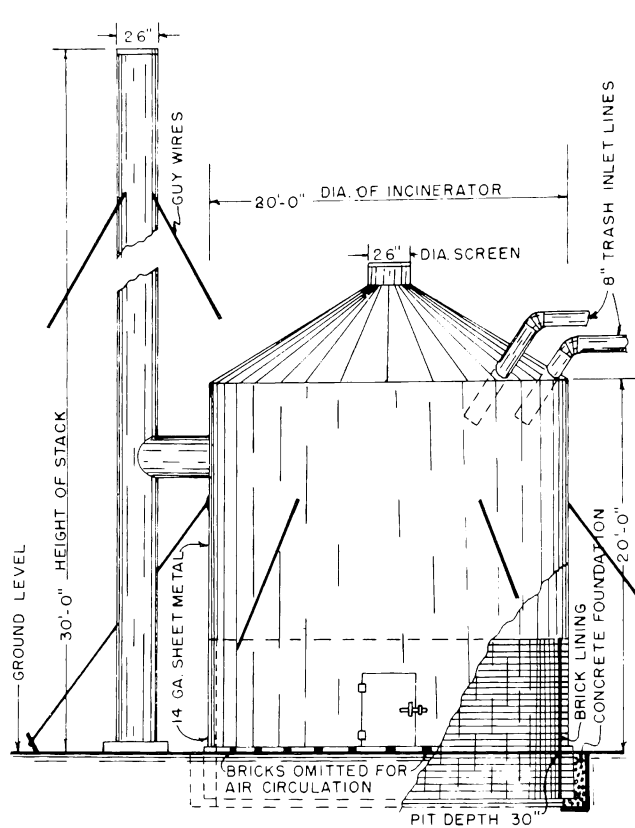 26"
GUY WIRES
8" TRASH INLET LINES
20'-0" DIA. OF INCINERATOR
26" DIA. SCREEN
30'-0" HEIGHT OF STACK
GROUND LEVEL
14 GA. SHEET METAL
20'-0"
BRICK LINING
CONCRETE FOUNDATION
BRICKS OMITTED FOR
AIR CIRCULATION
PIT DEPTH 30"